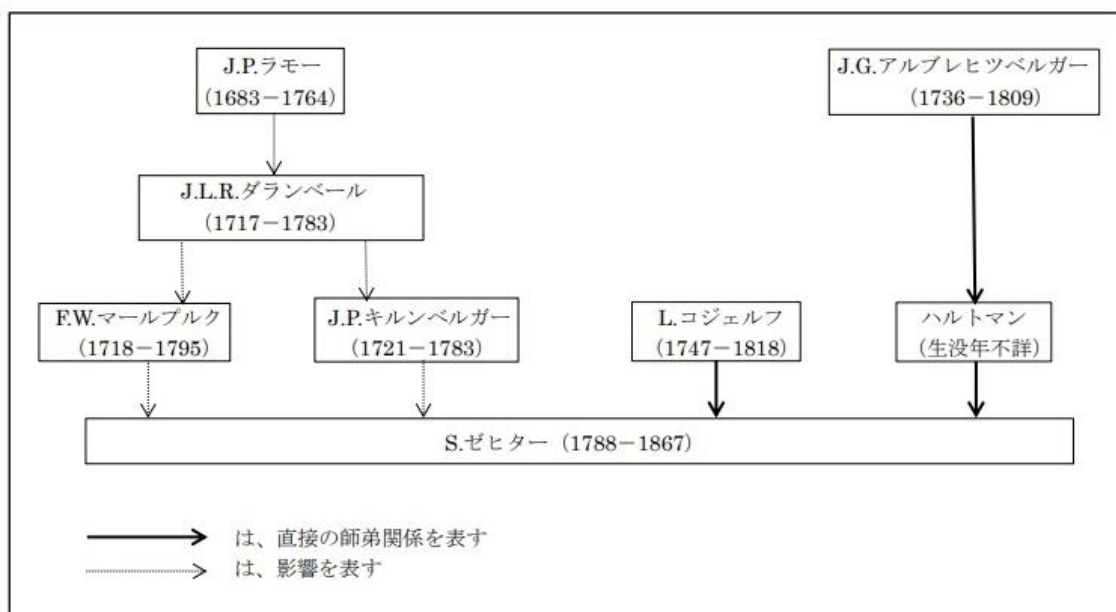 J.P.ラモー
(1683－1764)
J.G.アルブレヒツベルガー
(1736－1809)
J.L.R.ダランベール
(1717－1783)
F.W.マールプルク
(1718－1795)
J.P.キルンベルガー
(1721－1783)
L.コジェルフ
(1747－1818)
ハルトマン
(生没年不詳)
S.ゼヒター (1788－1867)
は、直接の師弟関係を表す
は、影響を表す